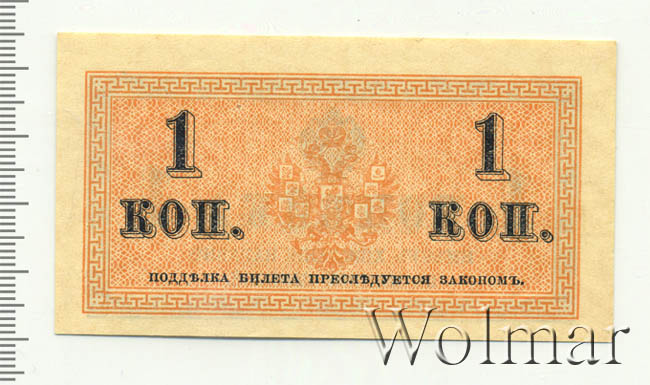 1 1
КОП. КОП.
ПОДДѢЛКА БИЛЕТА ПРЕСЛѢДУЕТСЯ ЗАКОНОМЪ.
Wolmar